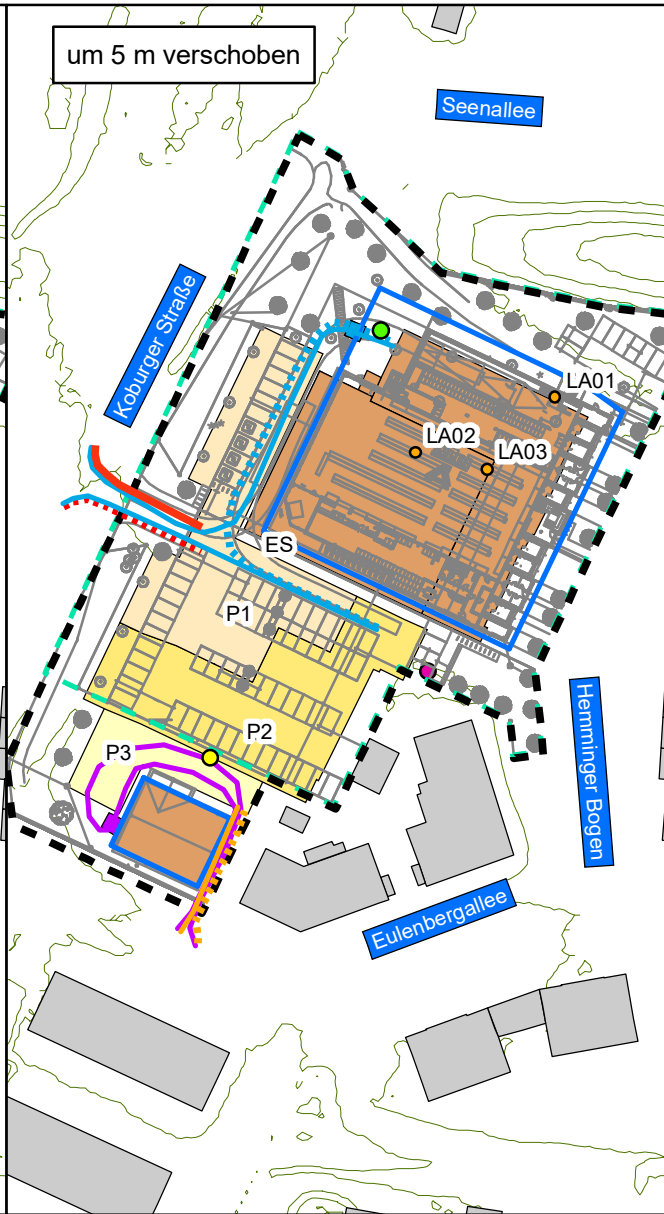 um 5 m verschoben
Seenallee
Koburger Straße
LA01
LA02
LA03
ES
P1
P2
P3
Hemminger Bogen
Eulenbergallee